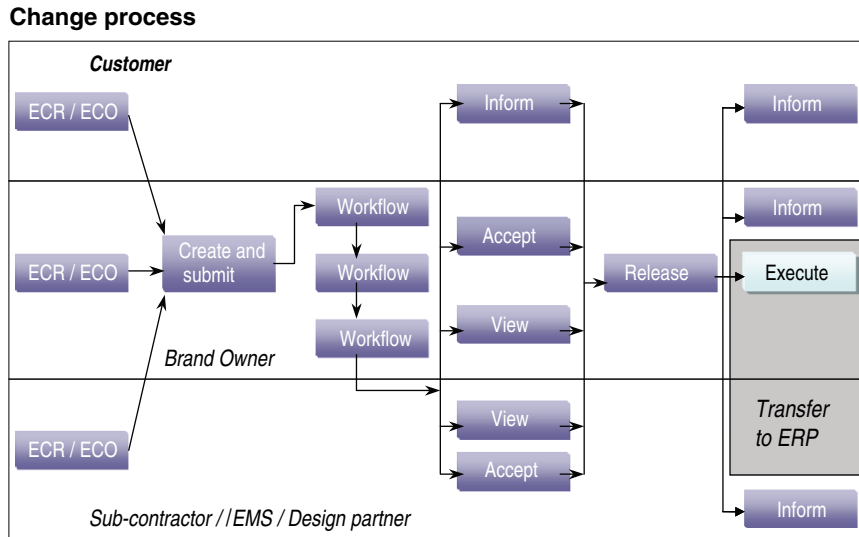 Change process
Customer
ECR / ECO
Inform
Inform
Workflow
Inform
Accept
ECR / ECO
Create and
submit
Workflow
Release
Execute
Workflow
View
Brand Owner
View
Transfer
to ERP
ECR / ECO
Accept
Inform
Sub-contractor / IEMS / Design partner